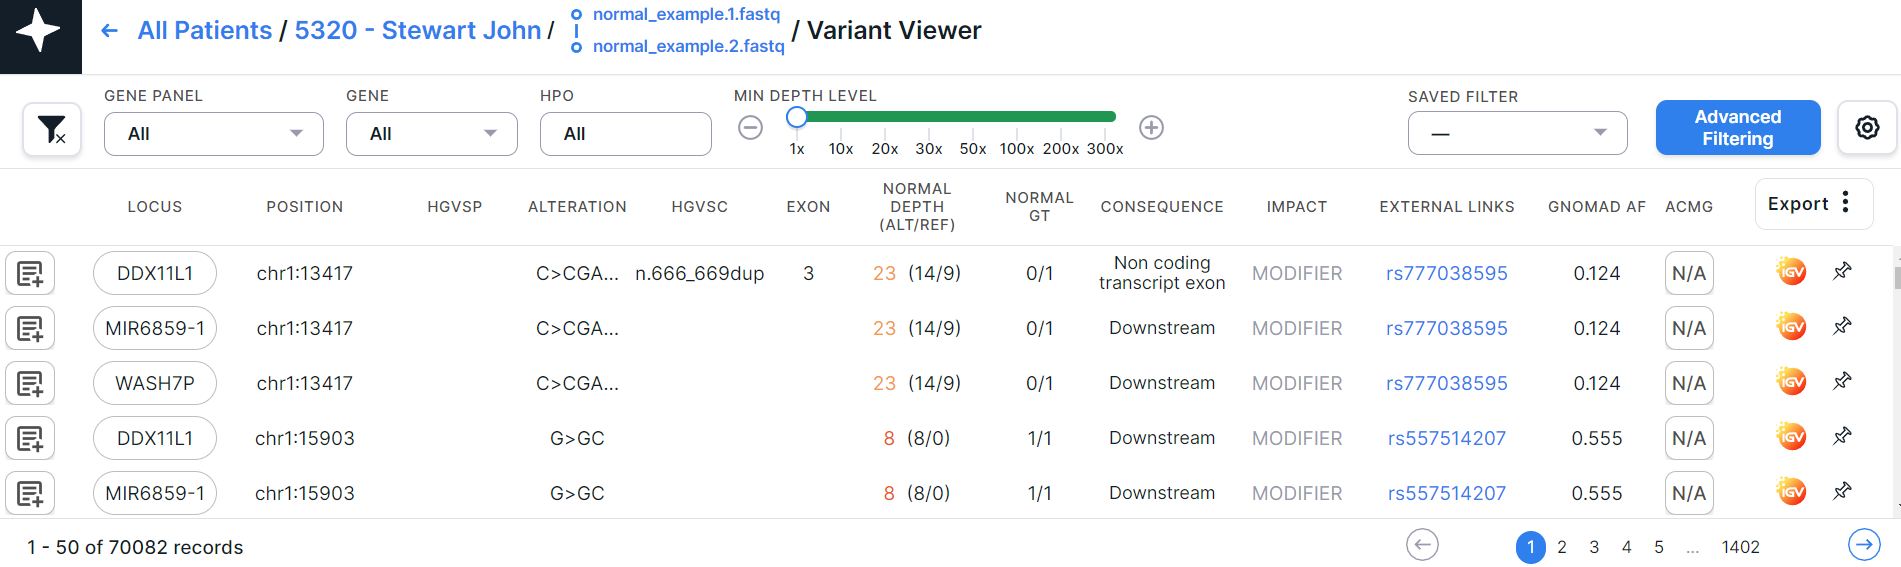 ← All Patients / 5320 - Stewart John / normal_example.1.fastq
normal_example.2.fastq / Variant Viewer
GENE PANEL GENE HPO MIN DEPTH LEVEL SAVED FILTER
All All All — Advanced
Filtering
1x 10x 20x 30x 50x 100x 200x 300x
LOCUS POSITION HGVSP ALTERATION HGVSC EXON NORMAL DEPTH (ALT/REF) NORMAL GT CONSEQUENCE IMPACT EXTERNAL LINKS GNOMAD AF ACMG Export
DDX11L1 chr1:13417 C>CGA... n.666_669dup 3 23 (14/9) 0/1 Non coding transcript exon MODIFIER rs777038595 0.124 N/A IGV
MIR6859-1 chr1:13417 C>CGA... 23 (14/9) 0/1 Downstream MODIFIER rs777038595 0.124 N/A IGV
WASH7P chr1:13417 C>CGA... 23 (14/9) 0/1 Downstream MODIFIER rs777038595 0.124 N/A IGV
DDX11L1 chr1:15903 G>GC 8 (8/0) 1/1 Downstream MODIFIER rs557514207 0.555 N/A IGV
MIR6859-1 chr1:15903 G>GC 8 (8/0) 1/1 Downstream MODIFIER rs557514207 0.555 N/A IGV
1 - 50 of 70082 records 1 2 3 4 5 ... 1402